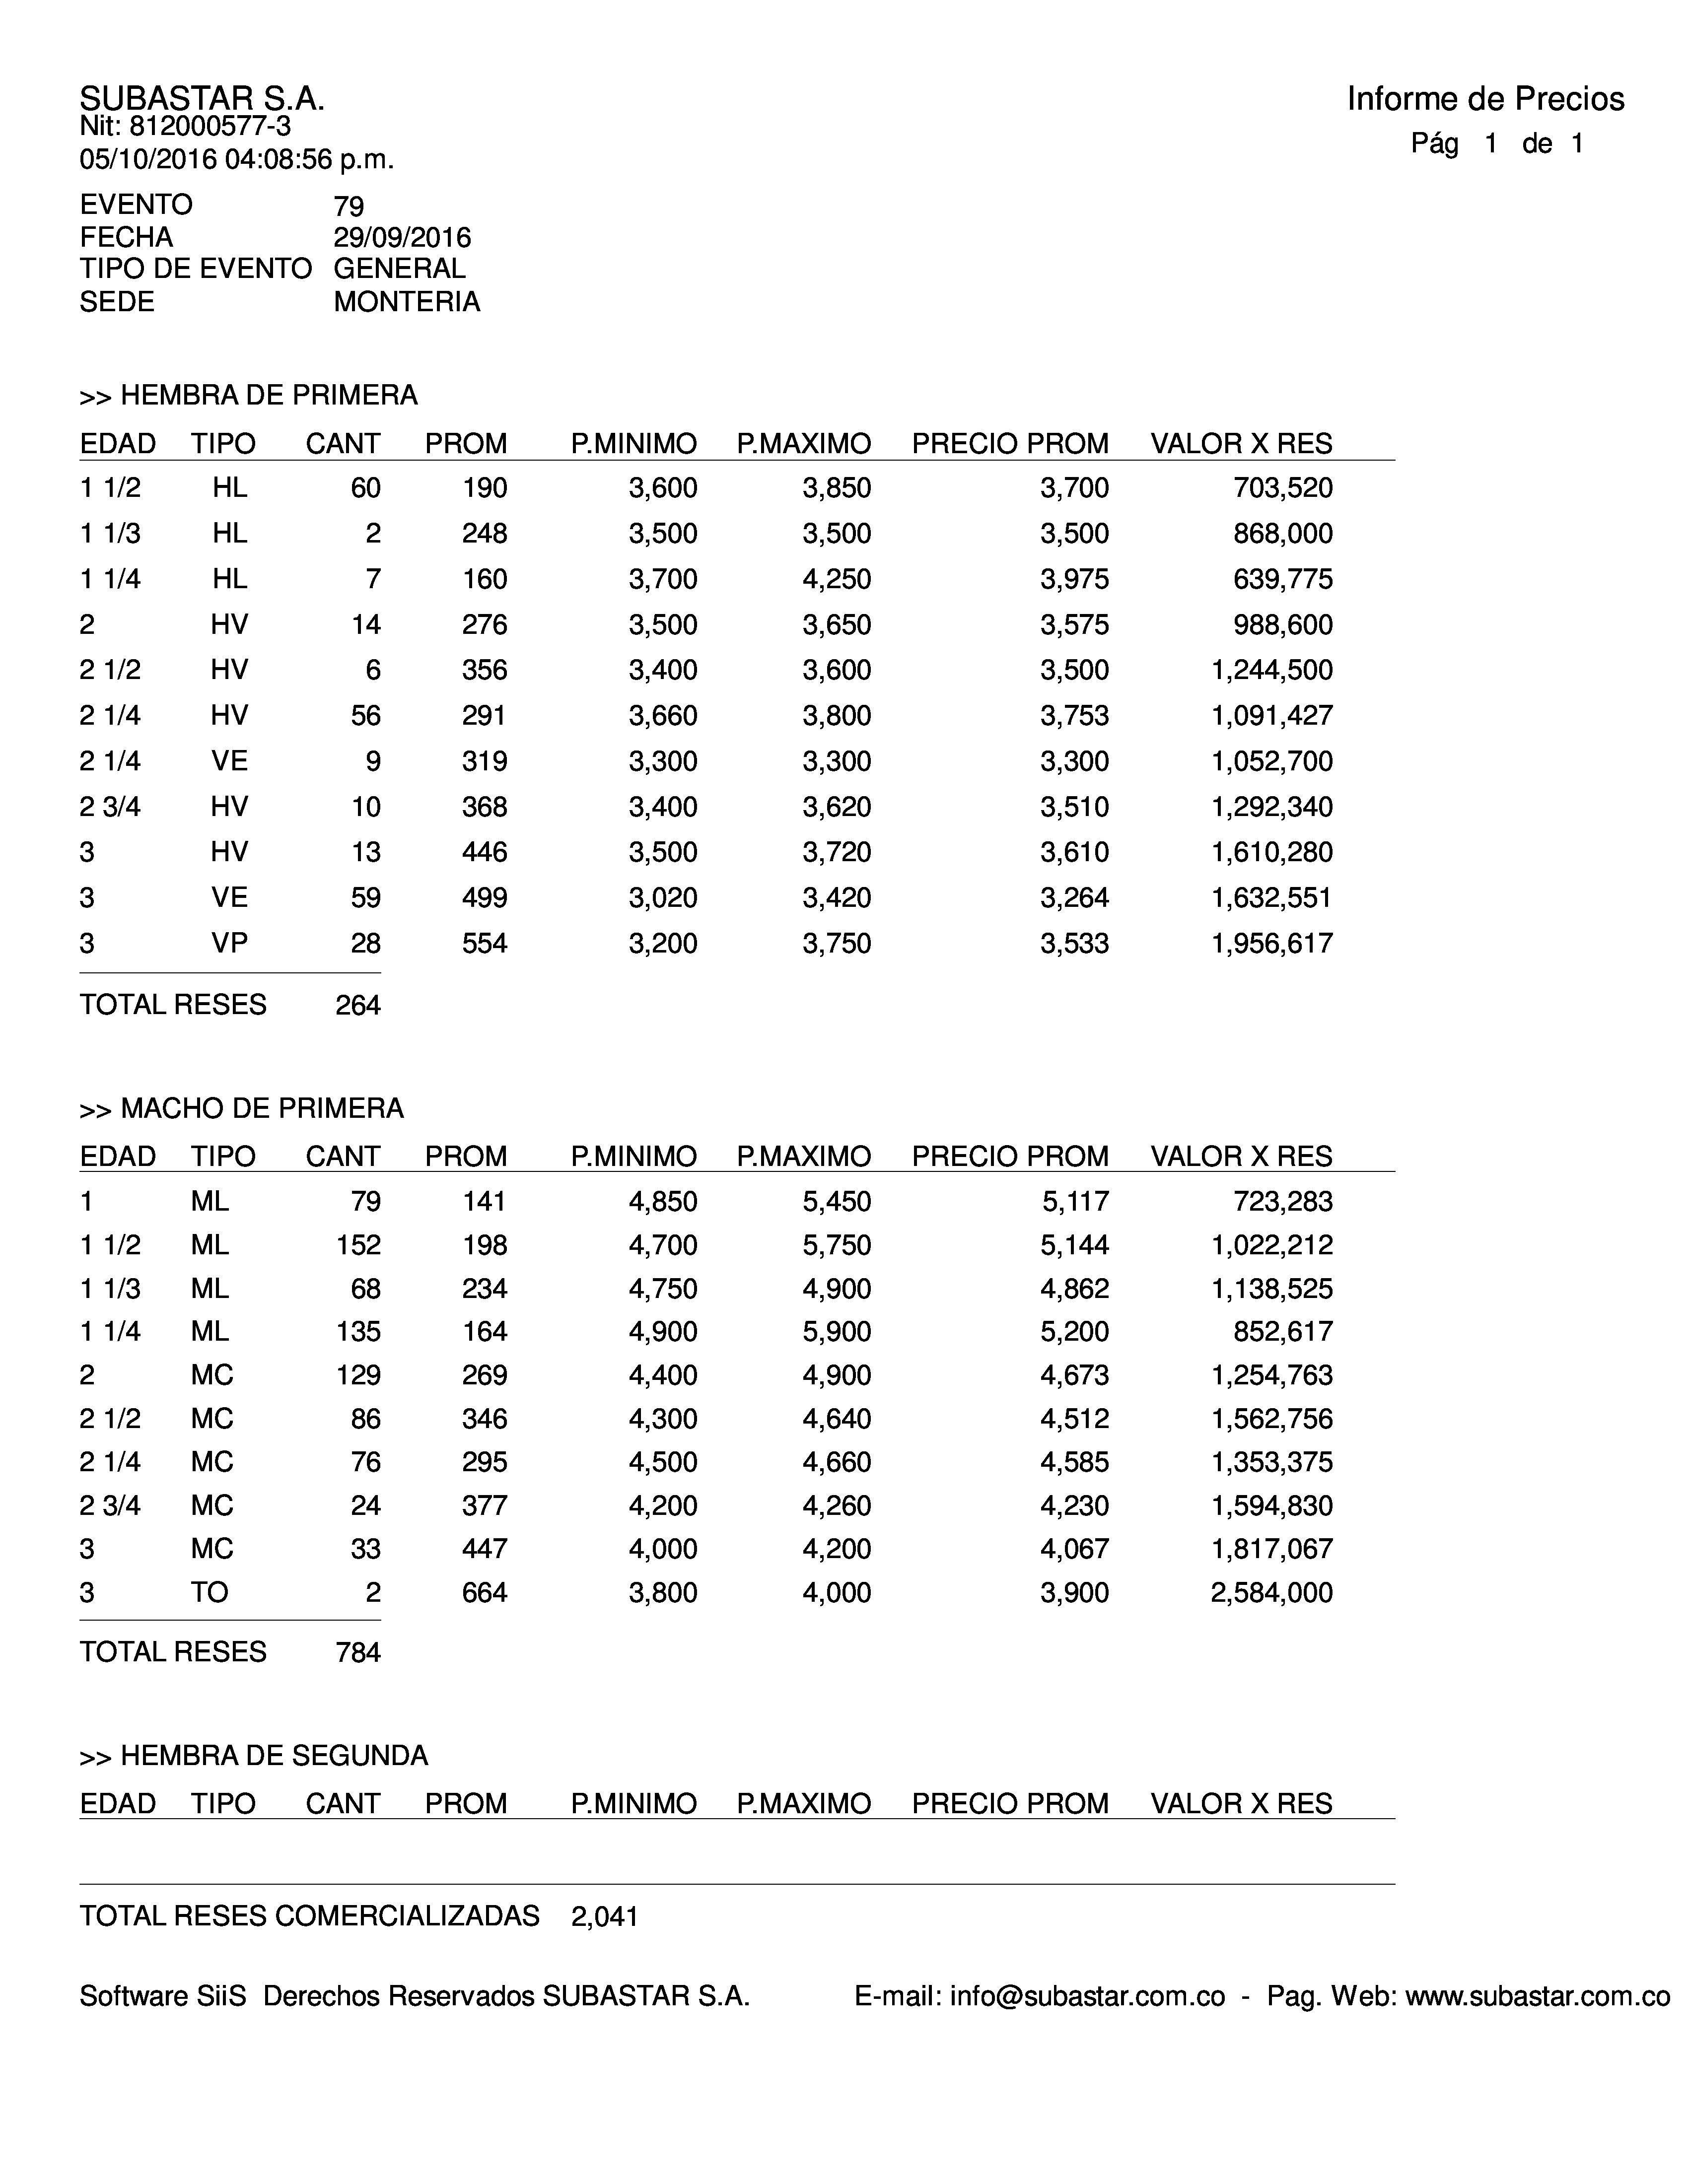 SUBASTAR S.A.
Nit: 812000577-3
05/10/2016 04:08:56 p.m.
Informe de Precios
Pág 1 de 1
EVENTO 79
FECHA 29/09/2016
TIPO DE EVENTO GENERAL
SEDE MONTERIA
>> HEMBRA DE PRIMERA
EDAD TIPO CANT PROM P.MINIMO P.MAXIMO PRECIO PROM VALOR X RES
1 1/2 HL 60 190 3,600 3,850 3,700 703,520
1 1/3 HL 2 248 3,500 3,500 3,500 868,000
1 1/4 HL 7 160 3,700 4,250 3,975 639,775
2 HV 14 276 3,500 3,650 3,575 988,600
2 1/2 HV 6 356 3,400 3,600 3,500 1,244,500
2 1/4 HV 56 291 3,660 3,800 3,753 1,091,427
2 1/4 VE 9 319 3,300 3,300 3,300 1,052,700
2 3/4 HV 10 368 3,400 3,620 3,510 1,292,340
3 HV 13 446 3,500 3,720 3,610 1,610,280
3 VE 59 499 3,020 3,420 3,264 1,632,551
3 VP 28 554 3,200 3,750 3,533 1,956,617
TOTAL RESES 264
>> MACHO DE PRIMERA
EDAD TIPO CANT PROM P.MINIMO P.MAXIMO PRECIO PROM VALOR X RES
1 ML 79 141 4,850 5,450 5,117 723,283
1 1/2 ML 152 198 4,700 5,750 5,144 1,022,212
1 1/3 ML 68 234 4,750 4,900 4,862 1,138,525
1 1/4 ML 135 164 4,900 5,900 5,200 852,617
2 MC 129 269 4,400 4,900 4,673 1,254,763
2 1/2 MC 86 346 4,300 4,640 4,512 1,562,756
2 1/4 MC 76 295 4,500 4,660 4,585 1,353,375
2 3/4 MC 24 377 4,200 4,260 4,230 1,594,830
3 MC 33 447 4,000 4,200 4,067 1,817,067
3 TO 2 664 3,800 4,000 3,900 2,584,000
TOTAL RESES 784
>> HEMBRA DE SEGUNDA
EDAD TIPO CANT PROM P.MINIMO P.MAXIMO PRECIO PROM VALOR X RES
TOTAL RESES COMERCIALIZADAS 2,041
Software SiiS Derechos Reservados SUBASTAR S.A. E-mail: info@subastar.com.co - Pag. Web: www.subastar.com.co